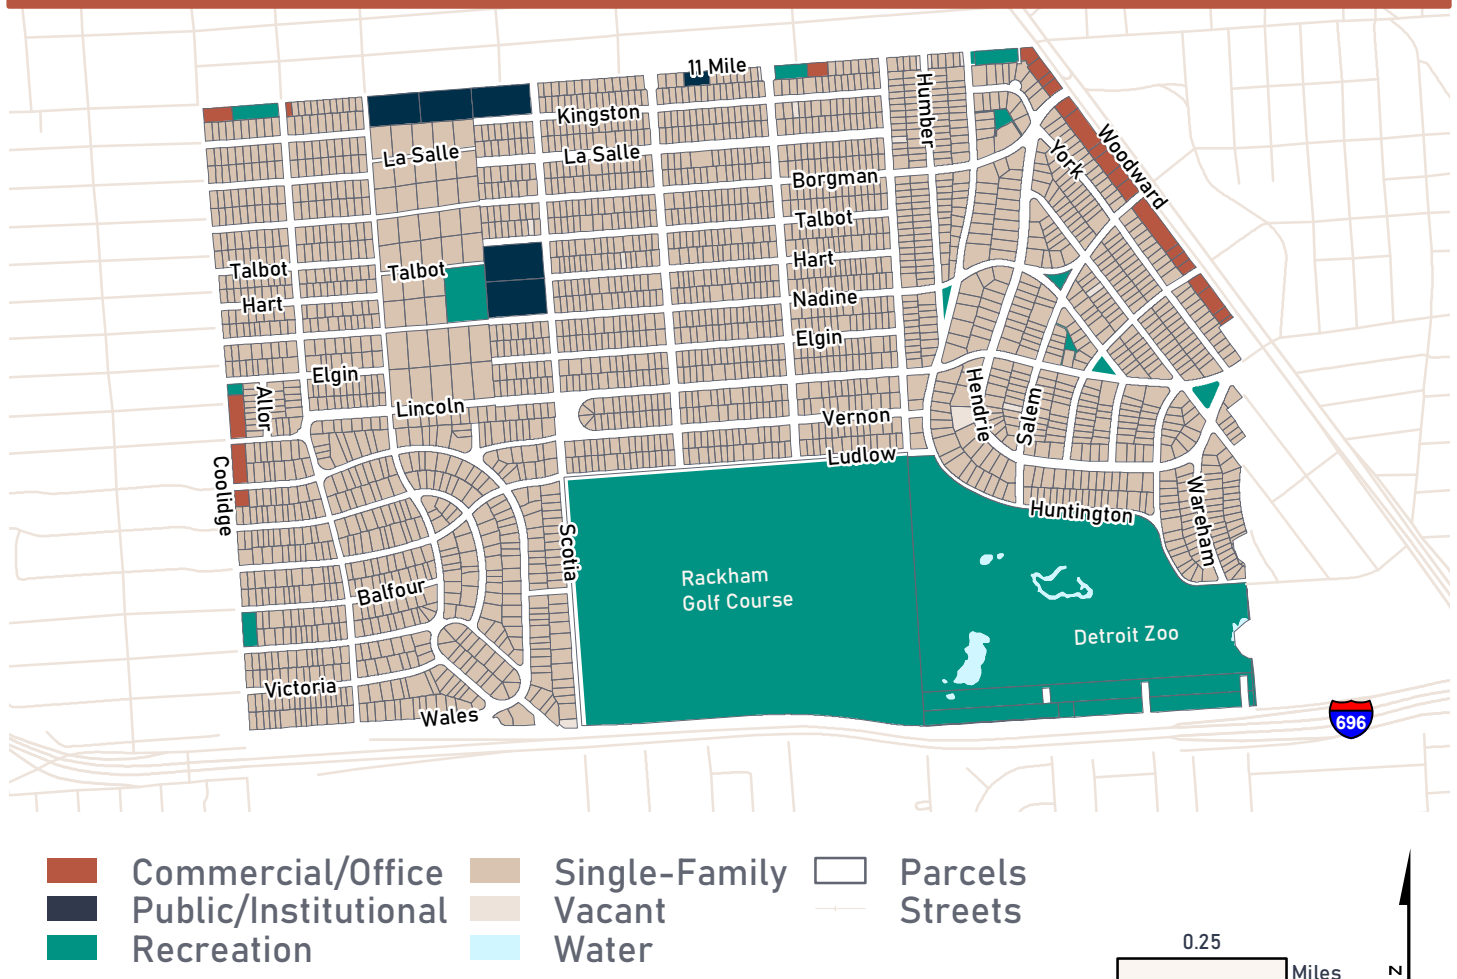 11 Mile
Kingston
La Salle
La Salle
Humber
Woodward
York
Borgman
Talbot
Hart
Nadine
Elgin
Vernon
Ludlow
Talbot
Hart
Talbot
Elgin
Lincoln
Allor
Coolidge
Hendrie
Salem
Huntington
Wareham
Scotia
Balfour
Victoria
Wales
Rackham
Golf Course
Detroit Zoo
696
Commercial/Office
Public/Institutional
Recreation
Single-Family
Vacant
Water
Parcels
Streets
0.25
Miles
N